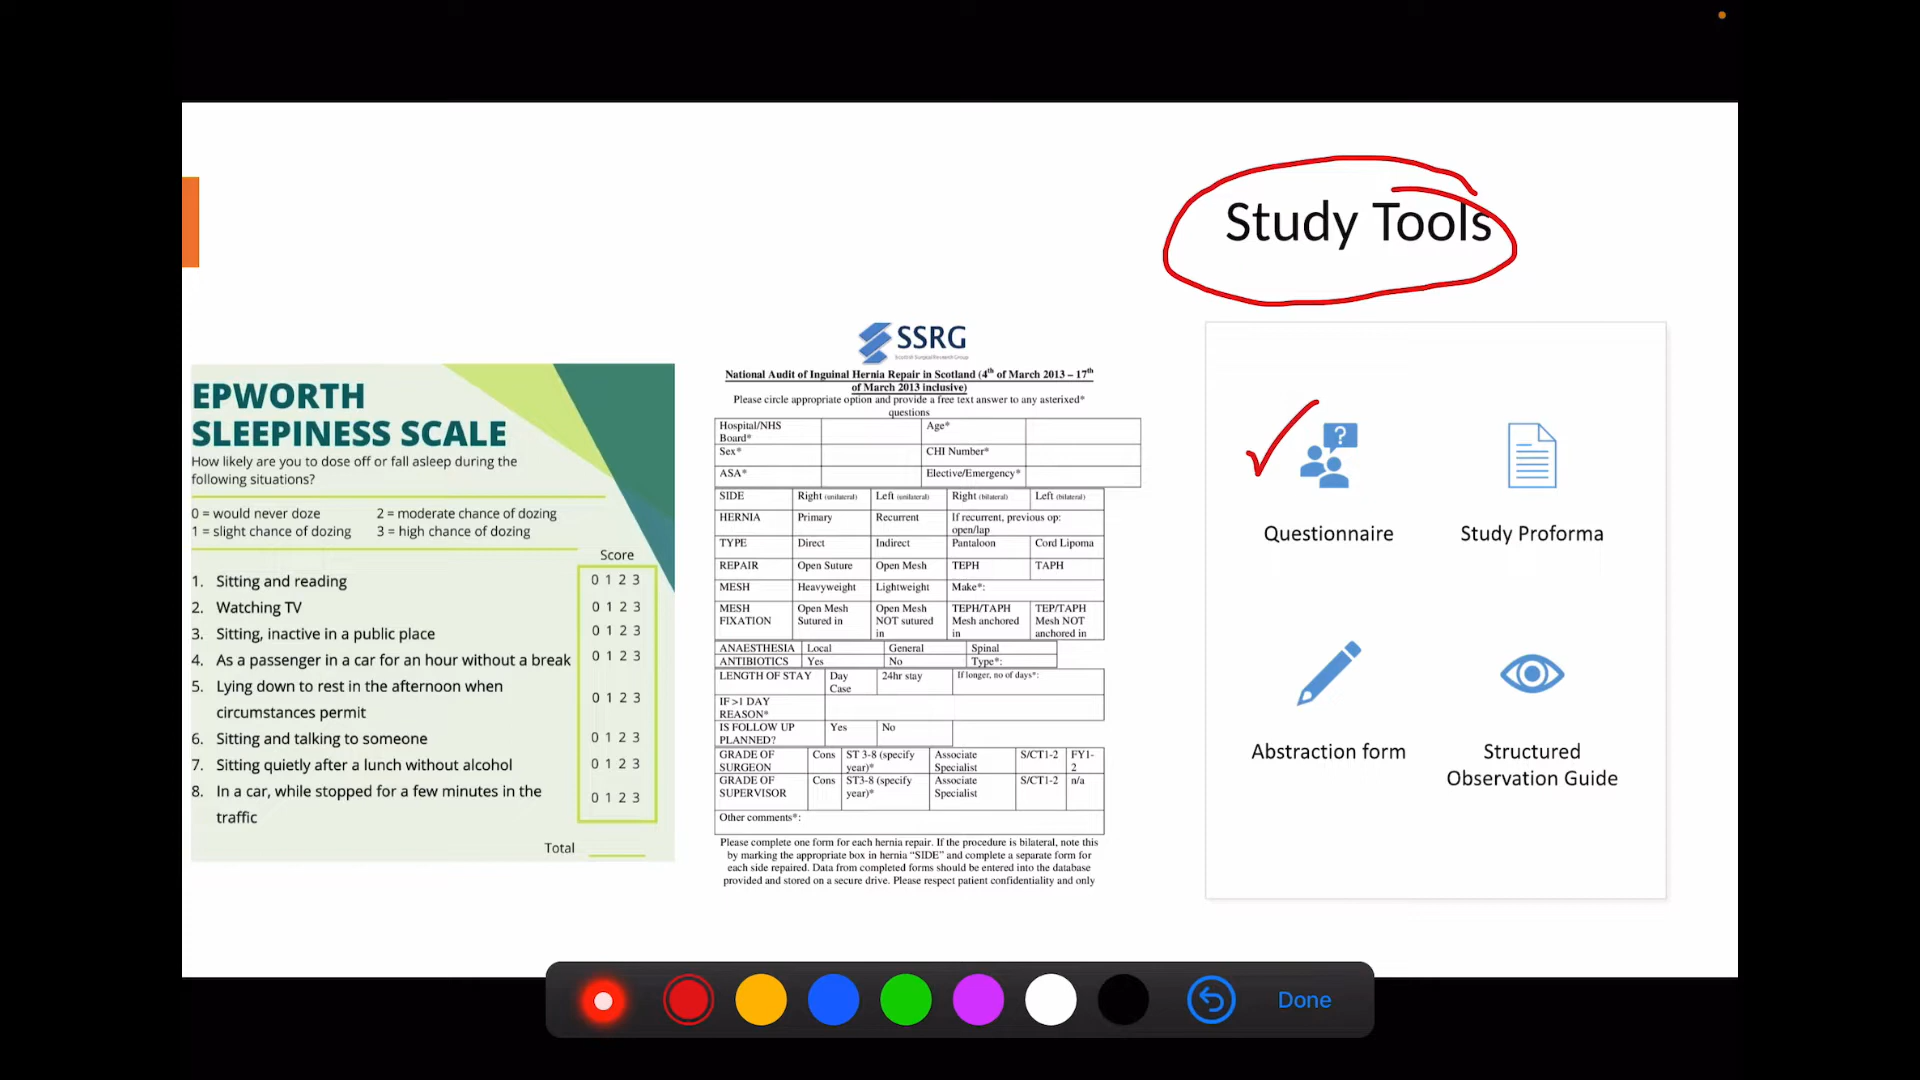 Study Tools
EPWORTH
SLEEPINESS SCALE
How likely are you to dose off or fall asleep during the
following situations?
0 = would never doze 2 = moderate chance of dozing
1 = slight chance of dozing 3 = high chance of dozing
Score
1. Sitting and reading 0 1 2 3
2. Watching TV 0 1 2 3
3. Sitting, inactive in a public place 0 1 2 3
4. As a passenger in a car for an hour without a break 0 1 2 3
5. Lying down to rest in the afternoon when
circumstances permit 0 1 2 3
6. Sitting and talking to someone 0 1 2 3
7. Sitting quietly after a lunch without alcohol 0 1 2 3
8. In a car, while stopped for a few minutes in the
traffic 0 1 2 3
Total
SSRG
Scottish Surgical Research Group
National Audit of Inguinal Hernia Repair in Scotland (4th of March 2013 – 17th
of March 2013 inclusive)
Please circle appropriate option and provide a free text answer to any asterixed*
questions
Hospital/NHS Board* Age*
Sex* CHI Number*
ASA* Elective/Emergency*
SIDE Right (unilateral) Left (unilateral) Right (bilateral) Left (bilateral)
HERNIA Primary Recurrent If recurrent, previous op: open/lap
TYPE Direct Indirect Pantaloon Cord Lipoma
REPAIR Open Suture Open Mesh TEPH TAPH
MESH Heavyweight Lightweight Make*:
MESH FIXATION Open Mesh Sutured in Open Mesh NOT sutured in TEPH/TAPH Mesh anchored in TEP/TAPH Mesh NOT anchored in
ANAESTHESIA Local General Spinal
ANTIBIOTICS Yes No Type*:
LENGTH OF STAY Day Case 24hr stay If longer, no of days*:
IF >1 DAY REASON*
IS FOLLOW UP PLANNED? Yes No
GRADE OF SURGEON Cons ST 3-8 (specify year)* Associate Specialist S/CT1-2 FY1-2
GRADE OF SUPERVISOR Cons ST3-8 (specify year)* Associate Specialist S/CT1-2 n/a
Other comments*:
Please complete one form for each hernia repair. If the procedure is bilateral, note this
by marking the appropriate box in hernia “SIDE” and complete a separate form for
each side repaired. Data from completed forms should be entered into the database
provided and stored on a secure drive. Please respect patient confidentiality and only
?
Questionnaire
Study Proforma
Abstraction form
Structured
Observation Guide
Done